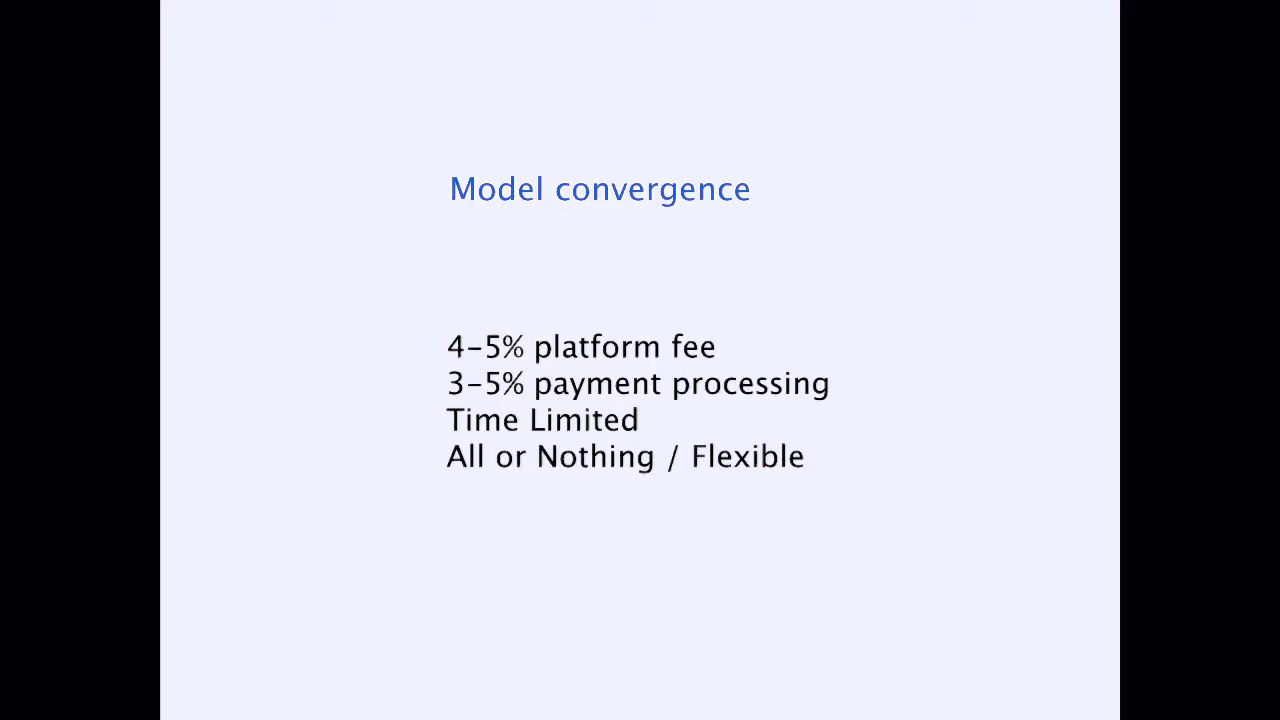 Model convergence
4-5% platform fee
3-5% payment processing
Time Limited
All or Nothing / Flexible